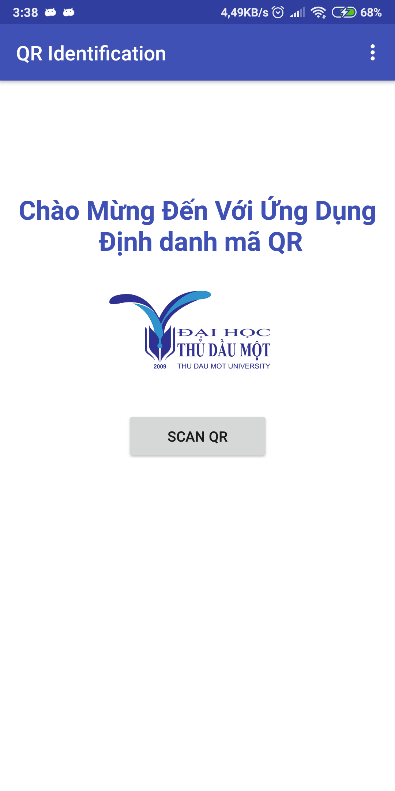 3:38 4,49KB/s 68%
QR Identification
Chào Mừng Đến Với Ứng Dụng
Định danh mã QR
ĐẠI HỌC
THỦ DẦU MỘT
2009 THU DAU MOT UNIVERSITY
SCAN QR